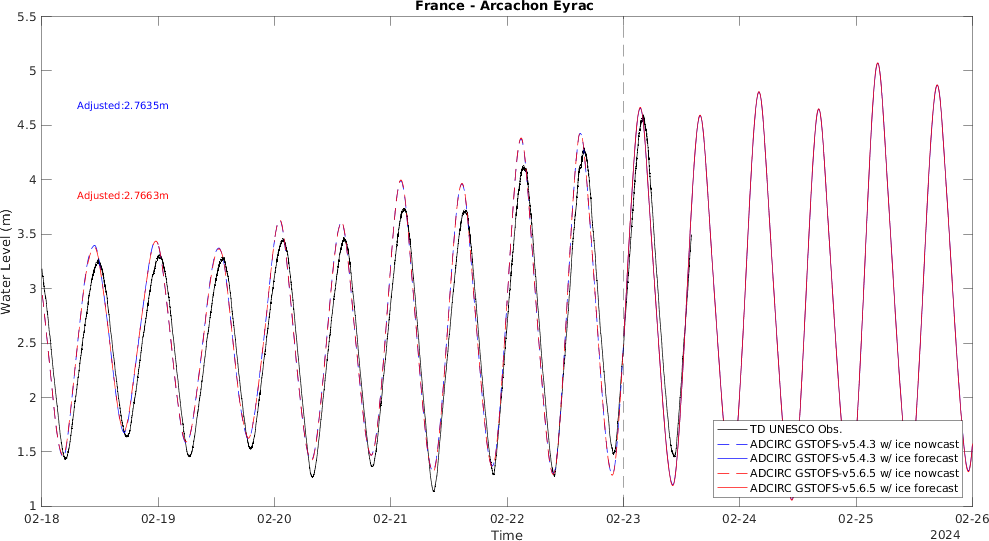 France - Arcachon Eyrac
5.5
5
4.5
4
3.5
3
2.5
2
1.5
1
Water Level (m)
Adjusted:2.7635m
Adjusted:2.7663m
TD UNESCO Obs.
ADCIRC GSTOFS-v5.4.3 w/ ice nowcast
ADCIRC GSTOFS-v5.4.3 w/ ice forecast
ADCIRC GSTOFS-v5.6.5 w/ ice nowcast
ADCIRC GSTOFS-v5.6.5 w/ ice forecast
02-18 02-19 02-20 02-21 02-22 02-23 02-24 02-25 02-26
Time
2024